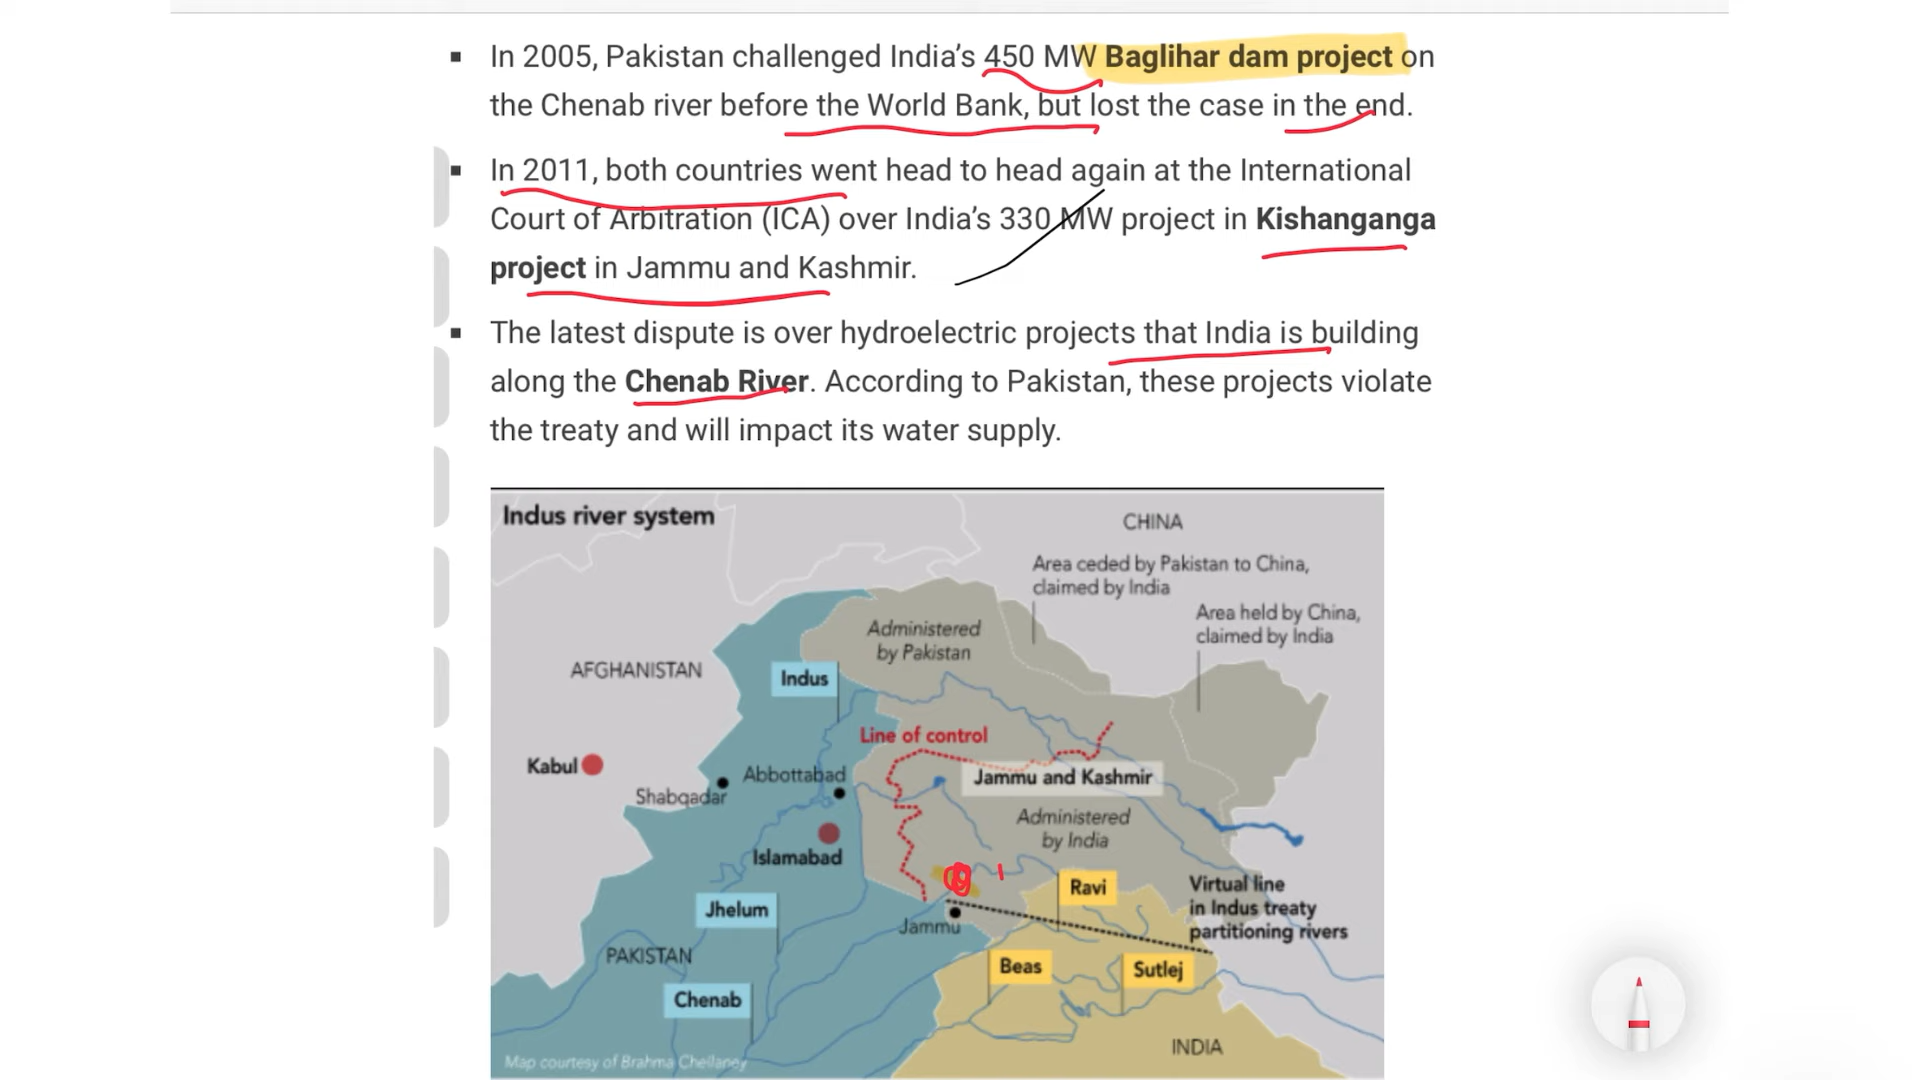 ▪ In 2005, Pakistan challenged India’s 450 MW Baglihar dam project on
the Chenab river before the World Bank, but lost the case in the end.
▪ In 2011, both countries went head to head again at the International
Court of Arbitration (ICA) over India’s 330 MW project in Kishanganga
project in Jammu and Kashmir.
▪ The latest dispute is over hydroelectric projects that India is building
along the Chenab River. According to Pakistan, these projects violate
the treaty and will impact its water supply.
Indus river system
CHINA
Area ceded by Pakistan to China,
claimed by India
Area held by China,
claimed by India
Administered
by Pakistan
AFGHANISTAN
Indus
Line of control
Kabul
Abbottabad
Jammu and Kashmir
Shabqadar
Administered
by India
Islamabad
Ravi
Virtual line
in Indus treaty
partitioning rivers
Jhelum
Jammu
PAKISTAN
Beas
Sutlej
Chenab
INDIA
Map courtesy of Brahma Chellaney